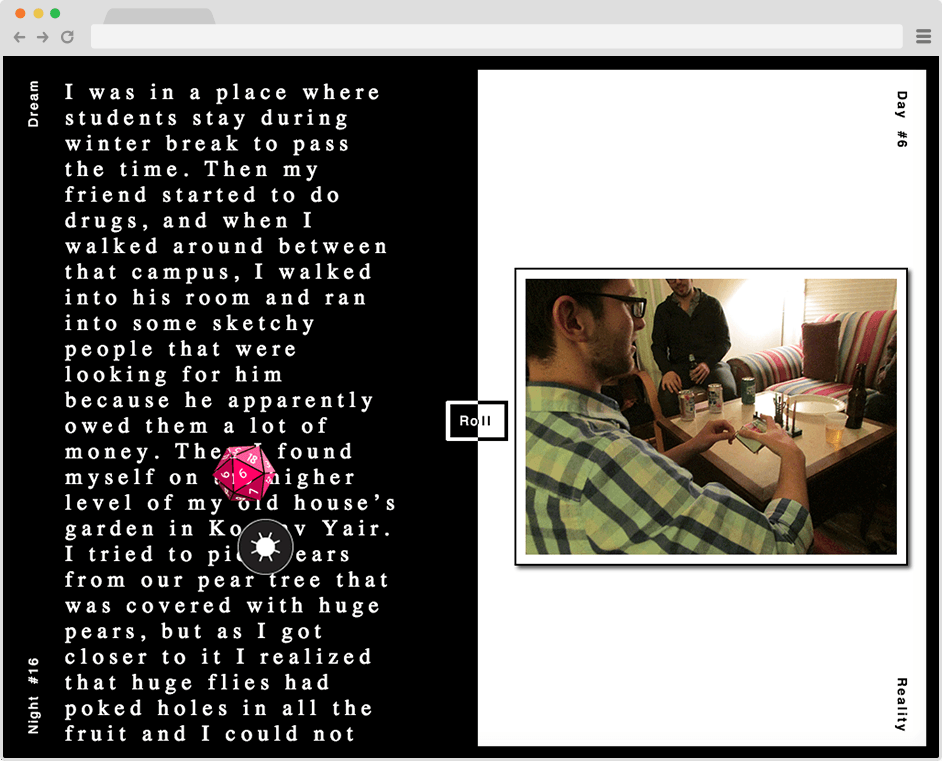 Dream
I was in a place where
students stay during
winter break to pass
the time. Then my
friend started to do
drugs, and when I
walked around between
that campus, I walked
into his room and ran
into some sketchy
people that were
looking for him
because he apparently
owed them a lot of
money. The I found
myself on higher
level of my old house’s
garden in Ko v Yair.
I tried to pi ears
from our pear tree that
was covered with huge
pears, but as I got
closer to it I realized
that huge flies had
poked holes in all the
fruit and I could not
Night #16
18
9
6
7
Roll
Day #6
Reality